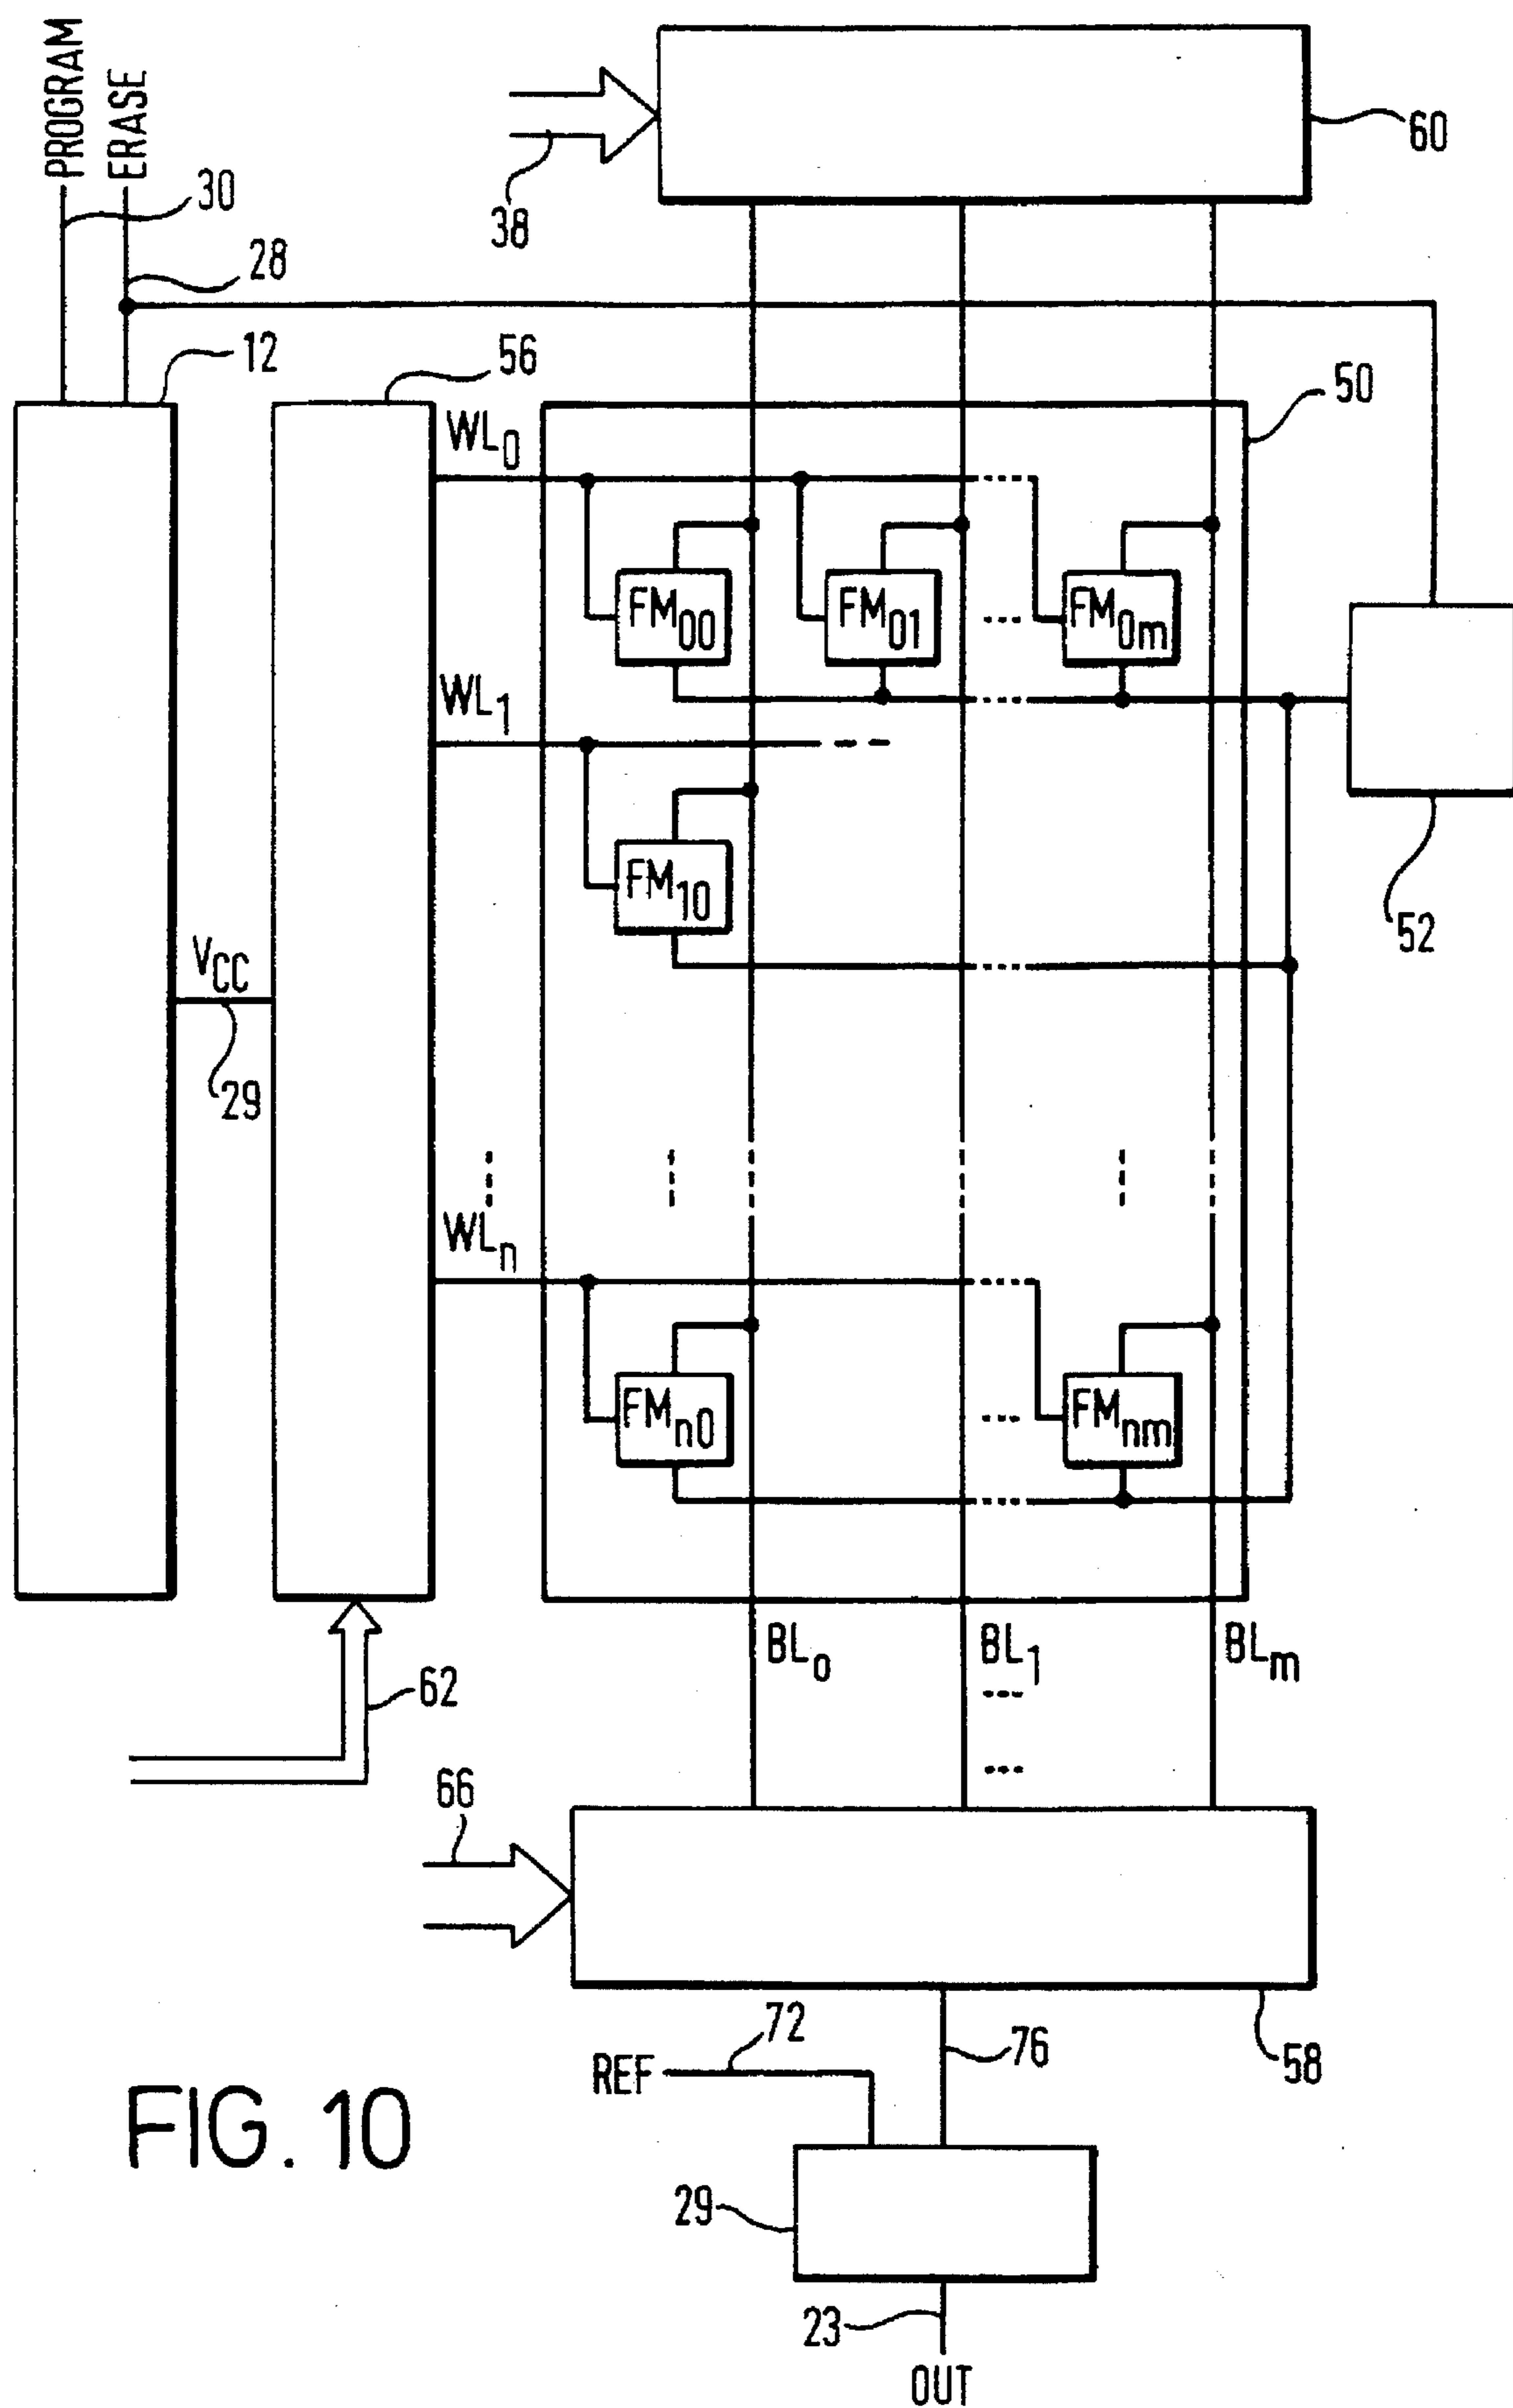 PROGRAM
ERASE
30
28
38
60
12
56
50
WL0
FM00
FM01
...
FM0m
WL1
FM10
52
VCC
29
WLn
FMn0
...
FMnm
BL0
BL1
BLm
...
...
62
66
58
76
72
REF
29
23
OUT
FIG. 10